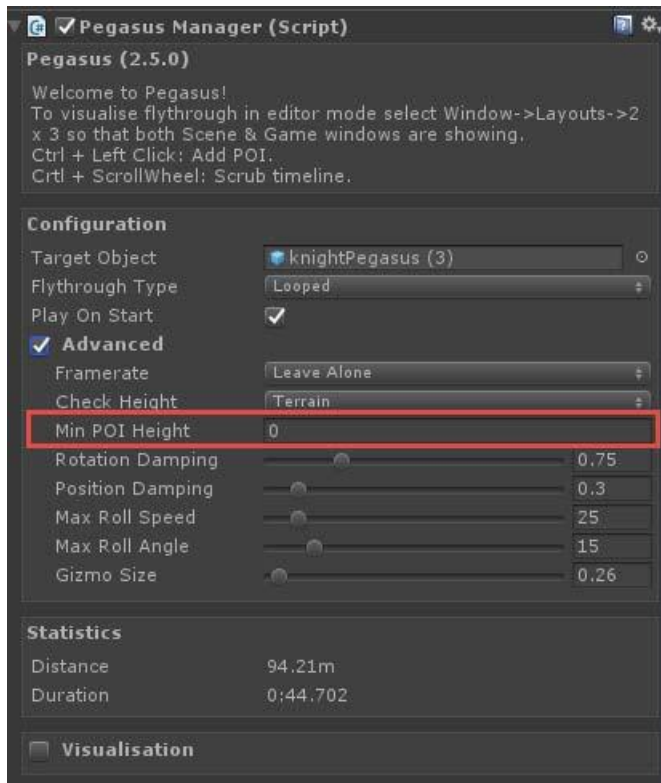 Pegasus Manager (Script)
Pegasus (2.5.0)
Welcome to Pegasus!
To visualise flythrough in editor mode select Window->Layouts->2
x 3 so that both Scene & Game windows are showing.
Ctrl + Left Click: Add POI.
Crtl + ScrollWheel: Scrub timeline.
Configuration
Target Object knightPegasus (3)
Flythrough Type Looped
Play On Start
Advanced
Framerate Leave Alone
Check Height Terrain
Min POI Height 0
Rotation Damping 0.75
Position Damping 0.3
Max Roll Speed 25
Max Roll Angle 15
Gizmo Size 0.26
Statistics
Distance 94.21m
Duration 0:44.702
Visualisation